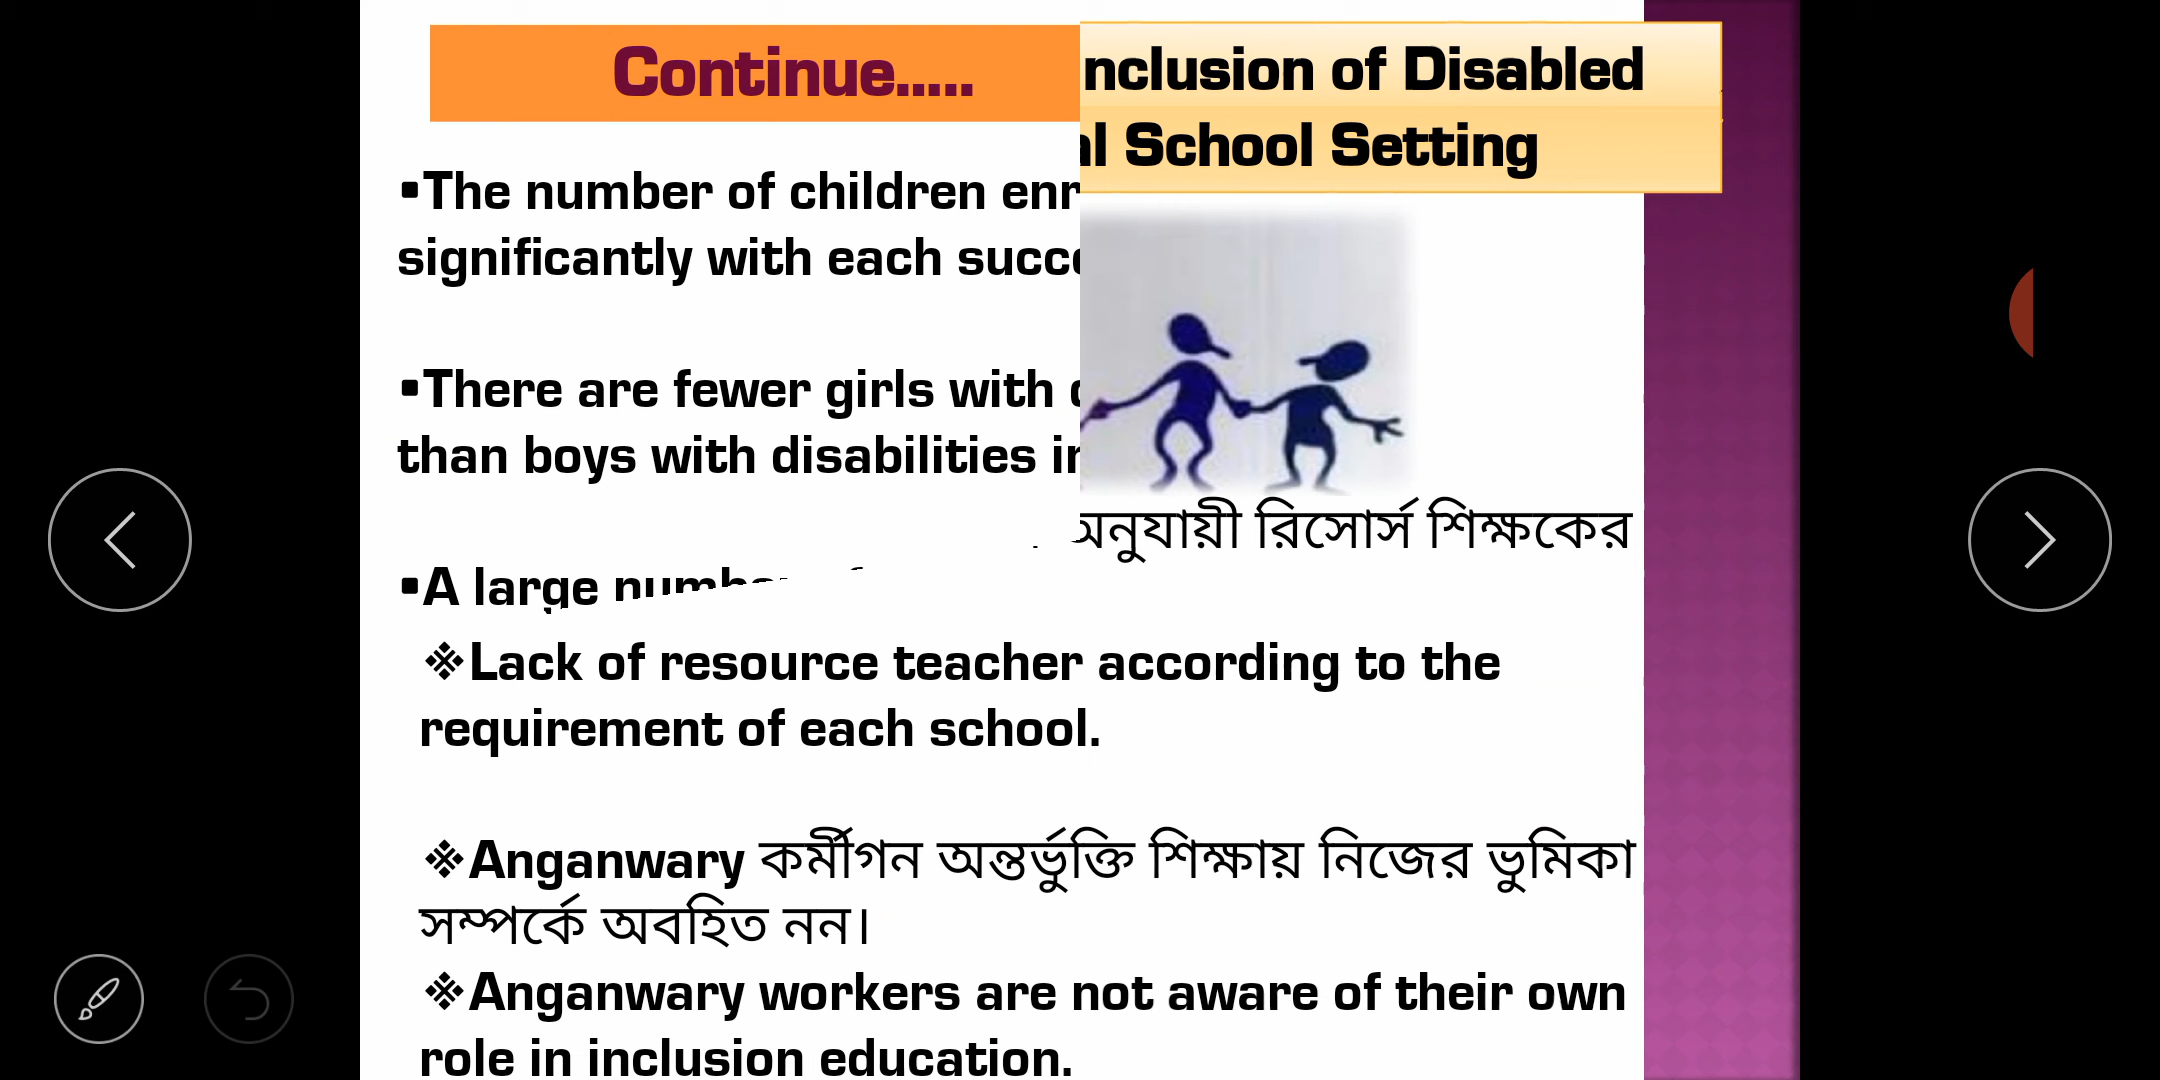 Continue.....
nclusion of Disabled
al School Setting
▪The number of children
significantly with each
▪There are fewer girls with
than boys with disabilities
অনুযায়ী রিসোর্স শিক্ষকের
▪A large number
❖Lack of resource teacher according to the
requirement of each school.
❖Anganwary কর্মীগন অন্তর্ভুক্তি শিক্ষায় নিজের ভুমিকা
সম্পর্কে অবহিত নন।
❖Anganwary workers are not aware of their own
role in inclusion education.